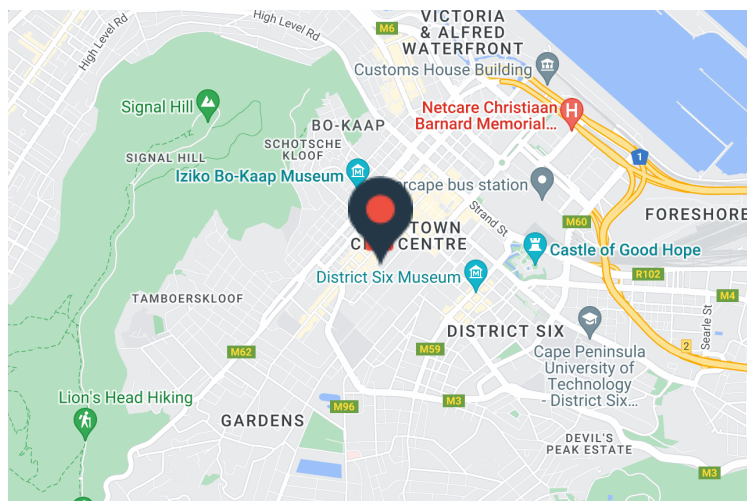 High Level Rd
High Level Rd
M6
VICTORIA
& ALFRED
WATERFRONT
Customs House Building
Signal Hill
Netcare Christiaan
Barnard Memorial...
H
BO-KAAP
SCHOTSCHE
KLOOF
SIGNAL HILL
1
Iziko Bo-Kaap Museum
bus station
Strand St
M60
FORESHORE
TOWN
CENTRE
Castle of Good Hope
R102
District Six Museum
TAMBOERSKLOOF
M4
Searle St
DISTRICT SIX
M62
M59
2
Cape Peninsula
University of
Technology
- District Six...
Lion's Head Hiking
M96
M3
GARDENS
DEVIL'S
PEAK ESTATE
M3